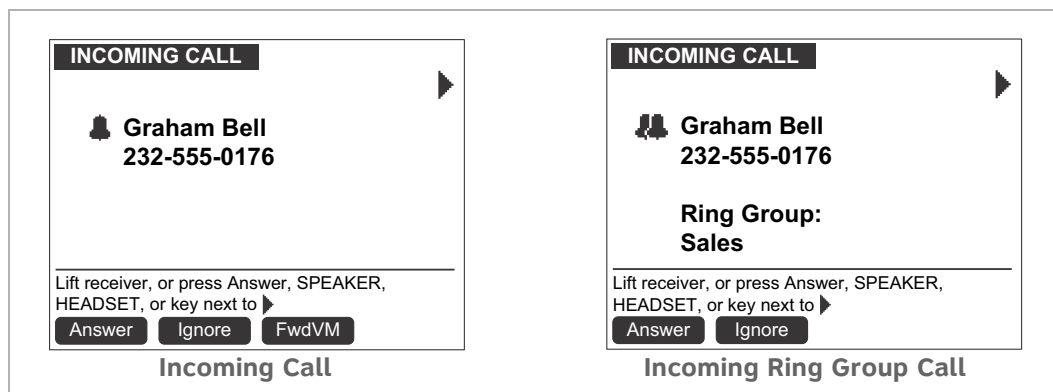 INCOMING CALL
Graham Bell
232-555-0176
Lift receiver, or press Answer, SPEAKER,
HEADSET, or key next to
Answer Ignore FwdVM
Incoming Call
INCOMING CALL
Graham Bell
232-555-0176
Ring Group:
Sales
Lift receiver, or press Answer, SPEAKER,
HEADSET, or key next to
Answer Ignore
Incoming Ring Group Call